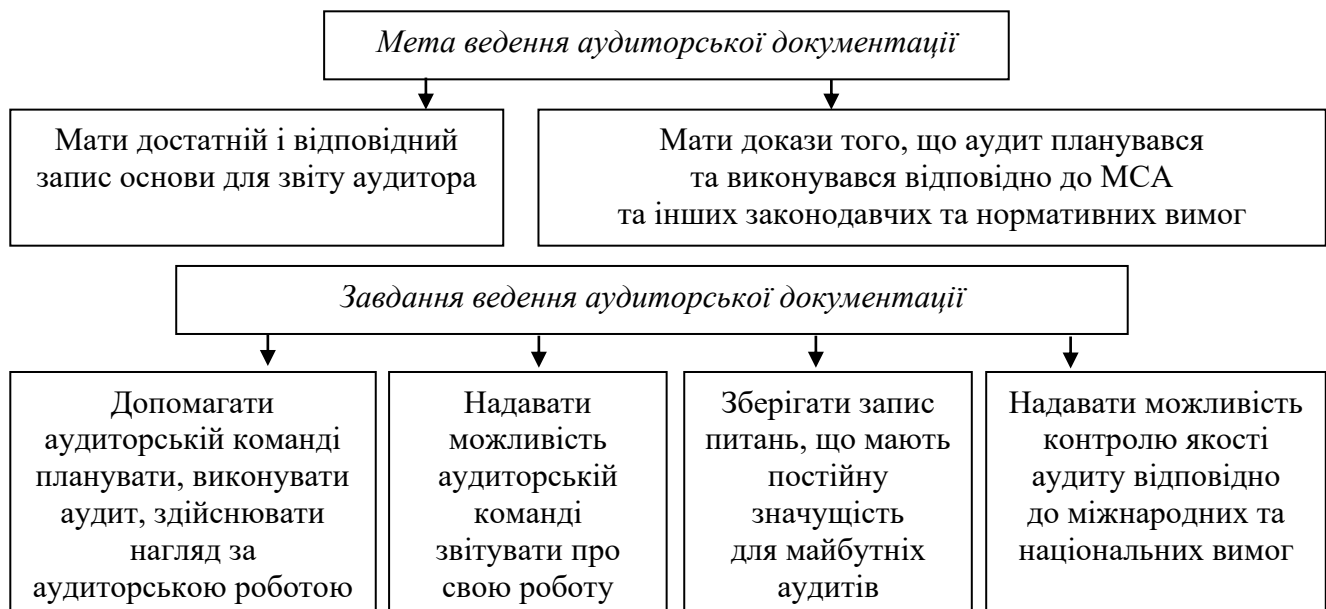 Мета ведення аудиторської документації
Мати достатній і відповідний
запис основи для звіту аудитора
Мати докази того, що аудит планувався
та виконувався відповідно до МСА
та інших законодавчих та нормативних вимог
Завдання ведення аудиторської документації
Допомагати
аудиторській команді
планувати, виконувати
аудит, здійснювати
нагляд за
аудиторською роботою
Надавати
можливість
аудиторській
команді
звітувати про
свою роботу
Зберігати запис
питань, що мають
постійну
значущість
для майбутніх
аудитів
Надавати можливість
контролю якості
аудиту відповідно
до міжнародних та
національних вимог